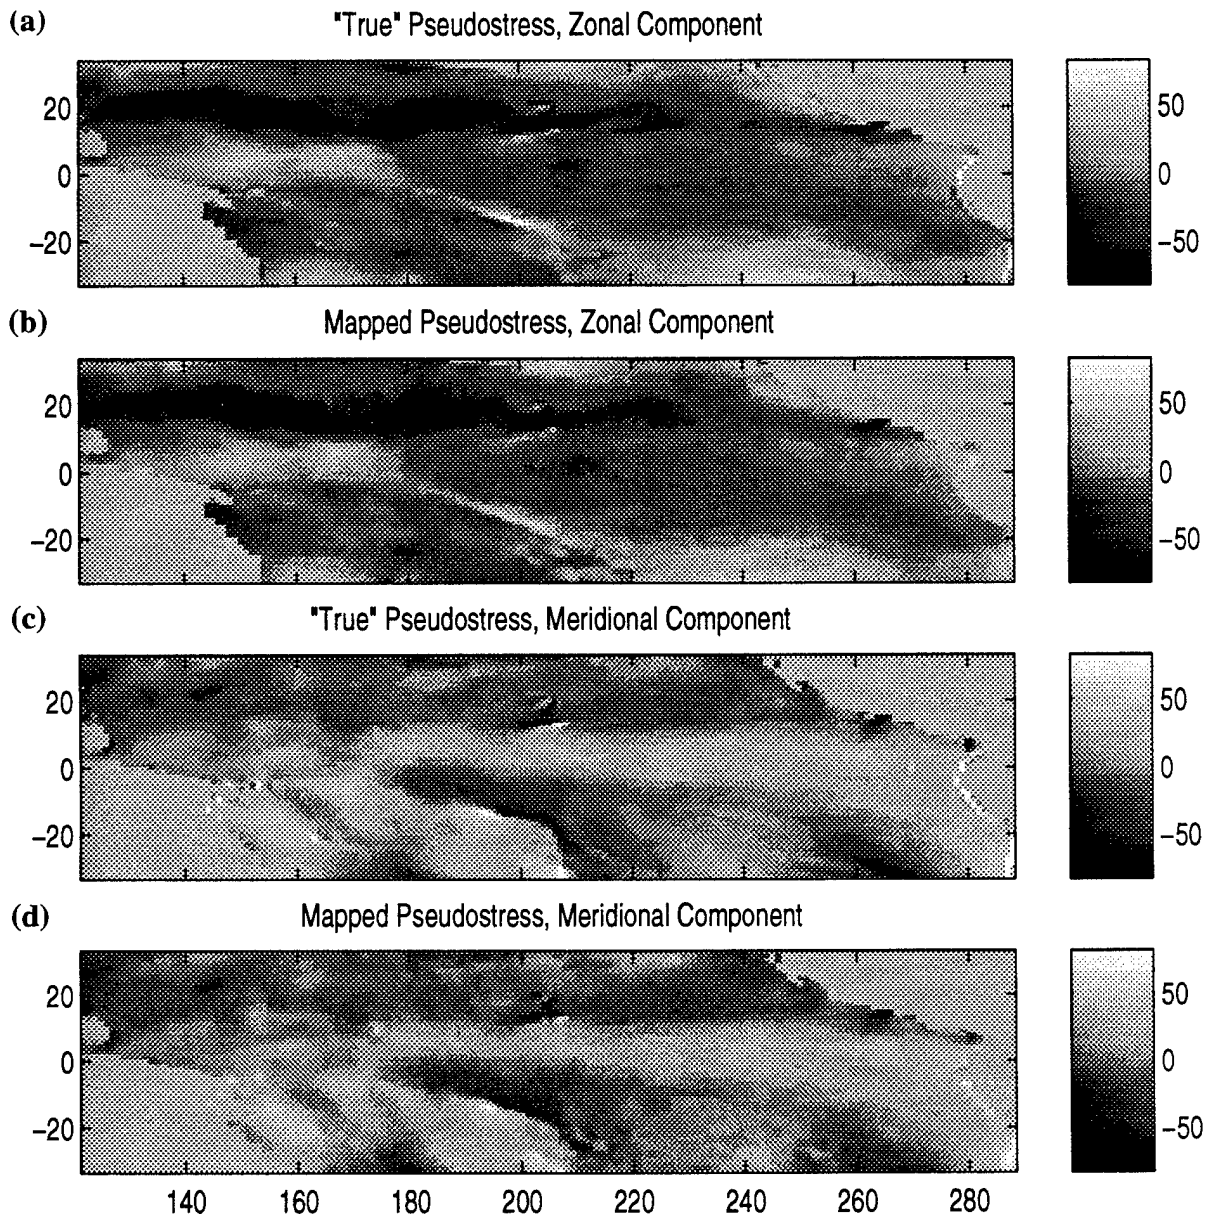 (a)
"True" Pseudostress, Zonal Component
20
0
−20
50
0
−50
(b)
Mapped Pseudostress, Zonal Component
20
0
−20
50
0
−50
(c)
"True" Pseudostress, Meridional Component
20
0
−20
50
0
−50
(d)
Mapped Pseudostress, Meridional Component
20
0
−20
50
0
−50
140 160 180 200 220 240 260 280